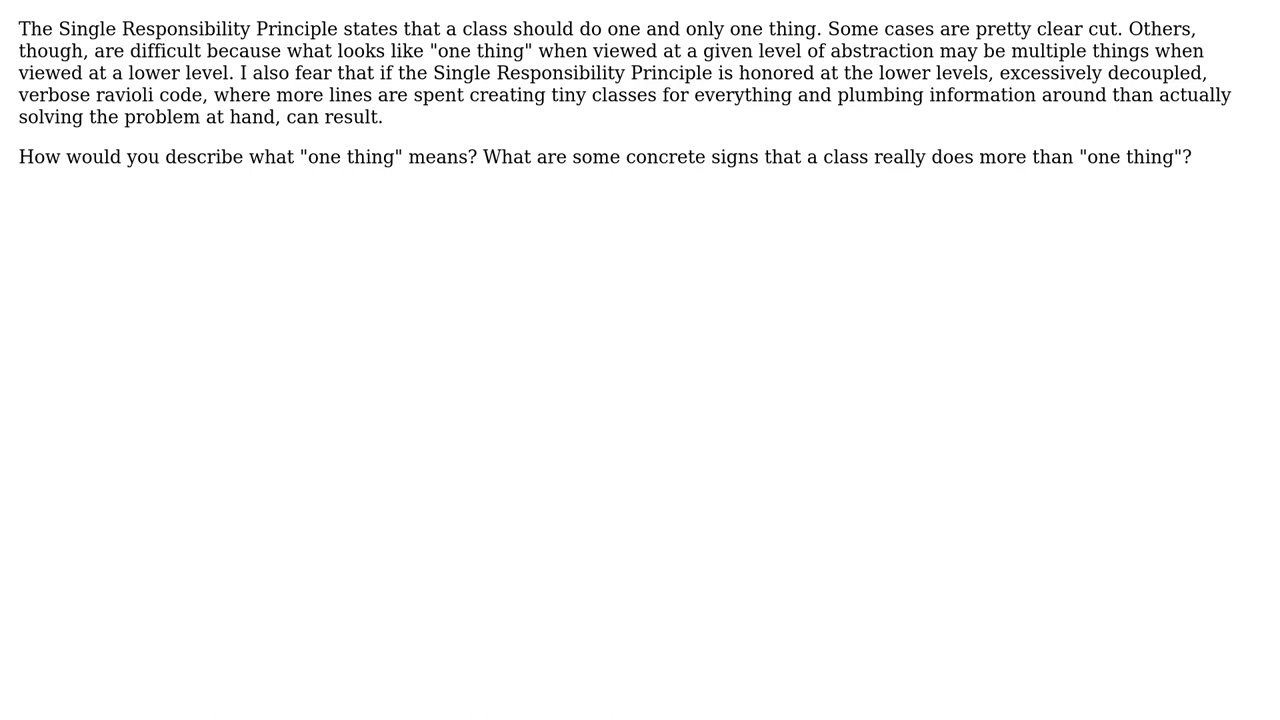 The Single Responsibility Principle states that a class should do one and only one thing. Some cases are pretty clear cut. Others,
though, are difficult because what looks like "one thing" when viewed at a given level of abstraction may be multiple things when
viewed at a lower level. I also fear that if the Single Responsibility Principle is honored at the lower levels, excessively decoupled,
verbose ravioli code, where more lines are spent creating tiny classes for everything and plumbing information around than actually
solving the problem at hand, can result.
How would you describe what "one thing" means? What are some concrete signs that a class really does more than "one thing"?